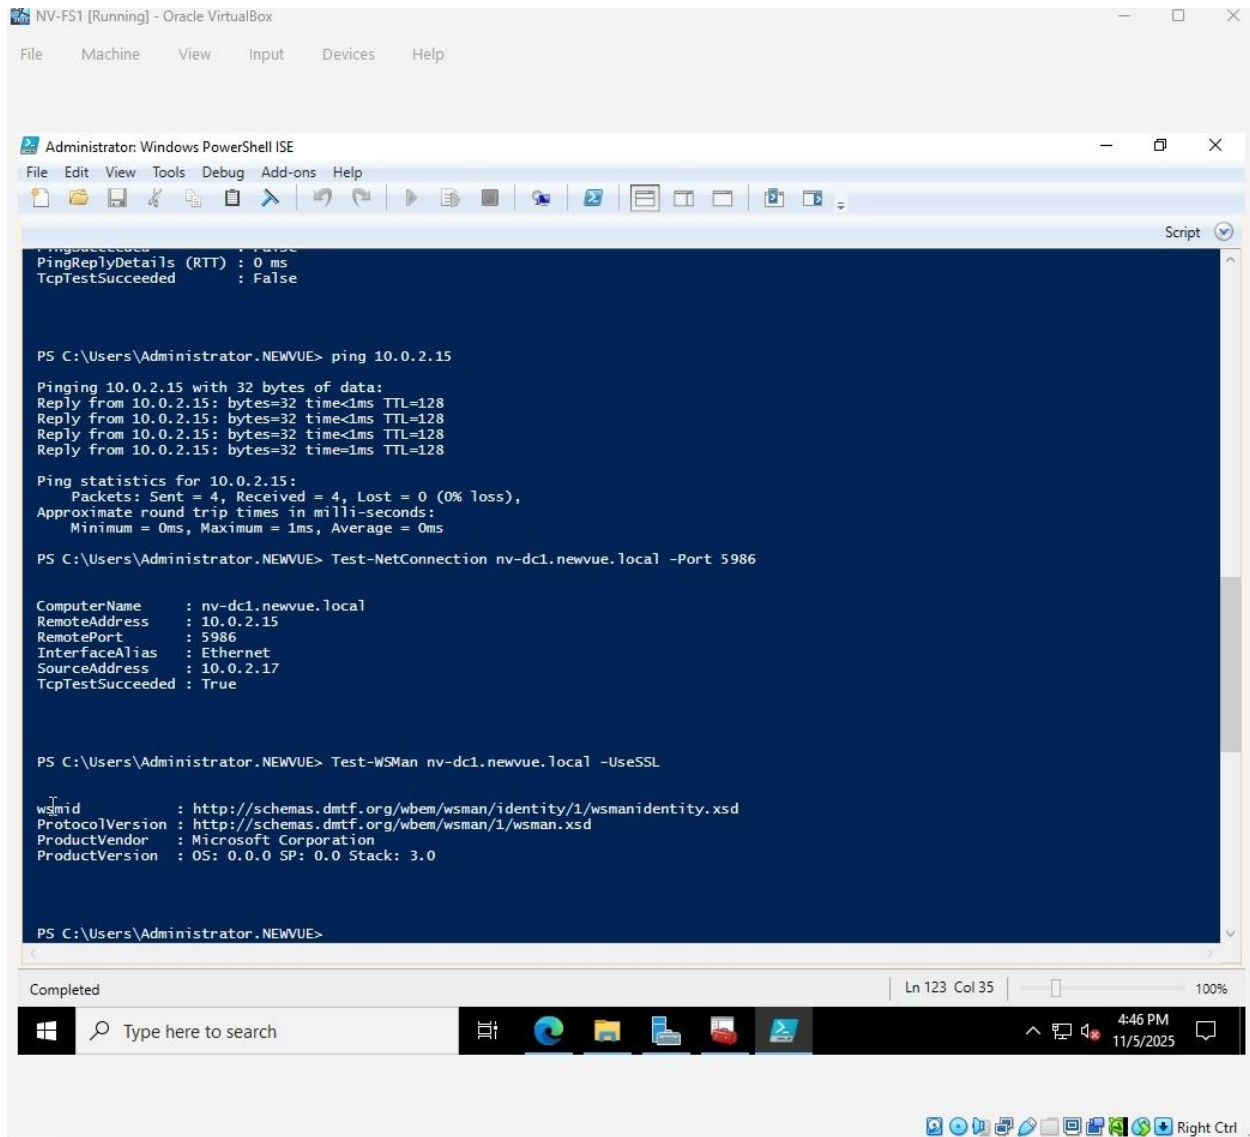 NV-FS1 [Running] - Oracle VirtualBox
File Machine View Input Devices Help
Administrator: Windows PowerShell ISE
File Edit View Tools Debug Add-ons Help
Script
PingSucceeded : False
PingReplyDetails (RTT) : 0 ms
TcpTestSucceeded : False
PS C:\Users\Administrator.NEWVUE> ping 10.0.2.15
Pinging 10.0.2.15 with 32 bytes of data:
Reply from 10.0.2.15: bytes=32 time<1ms TTL=128
Reply from 10.0.2.15: bytes=32 time<1ms TTL=128
Reply from 10.0.2.15: bytes=32 time<1ms TTL=128
Reply from 10.0.2.15: bytes=32 time=1ms TTL=128
Ping statistics for 10.0.2.15:
Packets: Sent = 4, Received = 4, Lost = 0 (0% loss),
Approximate round trip times in milli-seconds:
Minimum = 0ms, Maximum = 1ms, Average = 0ms
PS C:\Users\Administrator.NEWVUE> Test-NetConnection nv-dc1.newvue.local -Port 5986
ComputerName : nv-dc1.newvue.local
RemoteAddress : 10.0.2.15
RemotePort : 5986
InterfaceAlias : Ethernet
SourceAddress : 10.0.2.17
TcpTestSucceeded : True
PS C:\Users\Administrator.NEWVUE> Test-WSMan nv-dc1.newvue.local -UseSSL
wsmid : http://schemas.dmtf.org/wbem/wsman/identity/1/wsmanidentity.xsd
ProtocolVersion : http://schemas.dmtf.org/wbem/wsman/1/wsman.xsd
ProductVendor : Microsoft Corporation
ProductVersion : OS: 0.0.0 SP: 0.0 Stack: 3.0
PS C:\Users\Administrator.NEWVUE>
Completed Ln 123 Col 35 100%
Type here to search 4:46 PM
11/5/2025
Right Ctrl